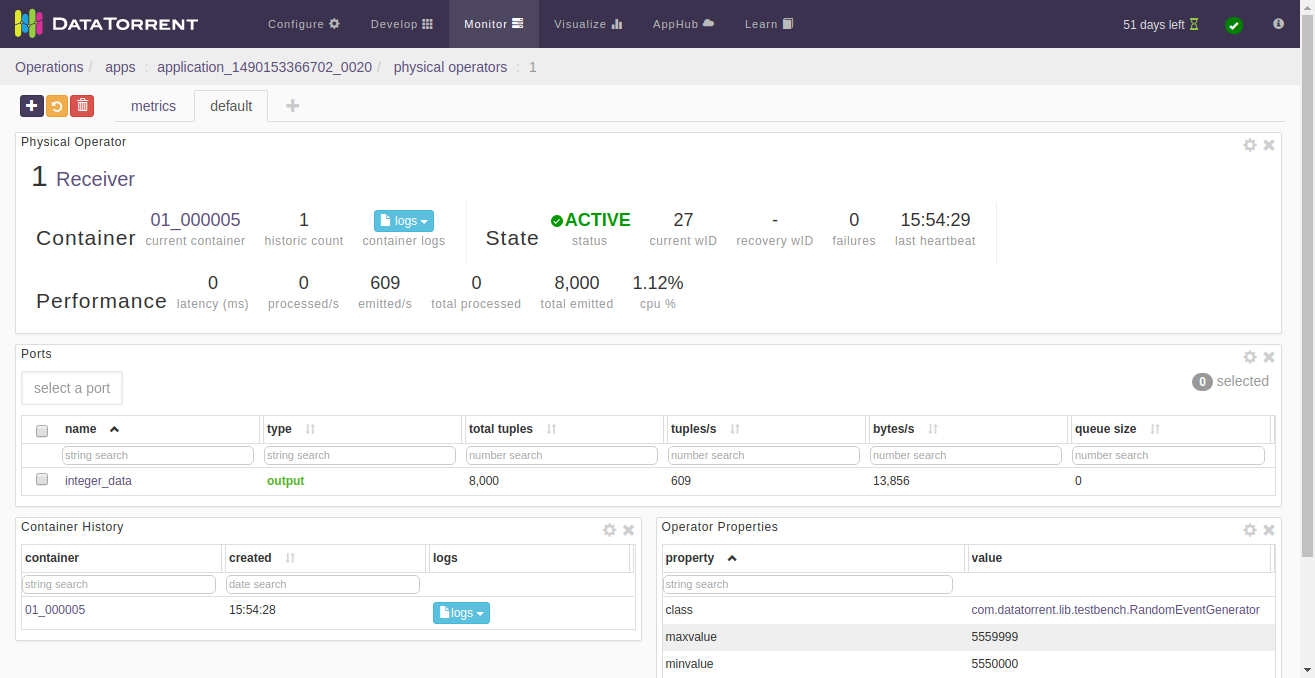 DATATORRENT Configure Develop Monitor Visualize AppHub Learn 51 days left
Operations / apps : application_1490153366702_0020 / physical operators : 1
metrics default
Physical Operator
1 Receiver
Container 01_000005 current container 1 historic count logs container logs State ACTIVE status 27 current wID - recovery wID 0 failures 15:54:29 last heartbeat
Performance 0 latency (ms) 0 processed/s 609 emitted/s 0 total processed 8,000 total emitted 1.12% cpu %
Ports
select a port 0 selected
name type total tuples tuples/s bytes/s queue size
string search string search number search number search number search number search
integer_data output 8,000 609 13,856 0
Container History
container created logs
string search date search
01_000005 15:54:28 logs
Operator Properties
property value
string search
class com.datatorrent.lib.testbench.RandomEventGenerator
maxvalue 5559999
minvalue 5550000